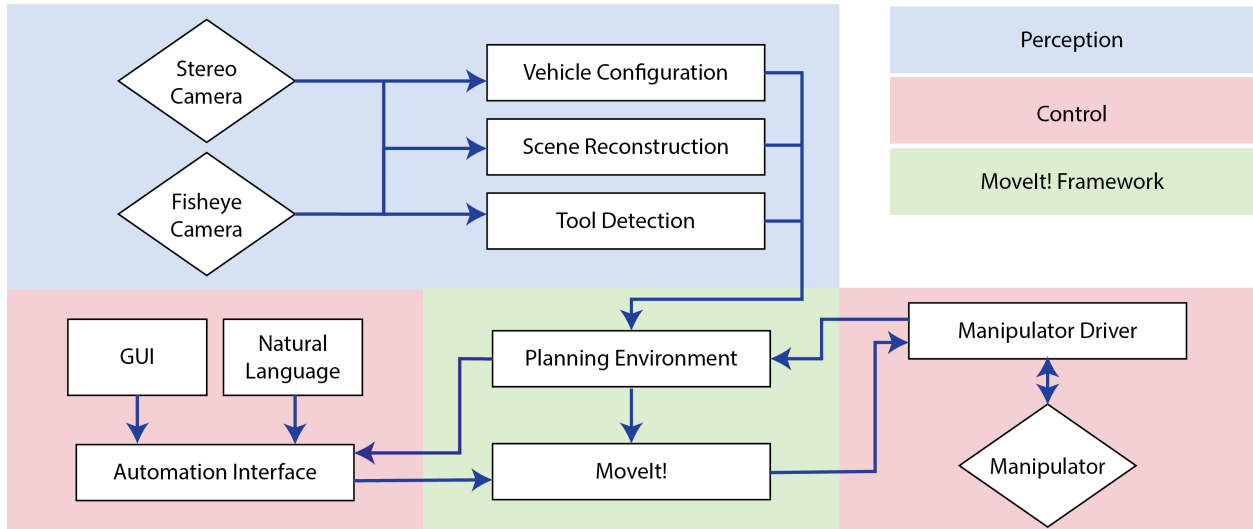 Stereo
Camera
Vehicle Configuration
Scene Reconstruction
Fisheye
Camera
Tool Detection
Perception
Control
MoveIt! Framework
GUI
Natural
Language
Planning Environment
Manipulator Driver
Automation Interface
MoveIt!
Manipulator